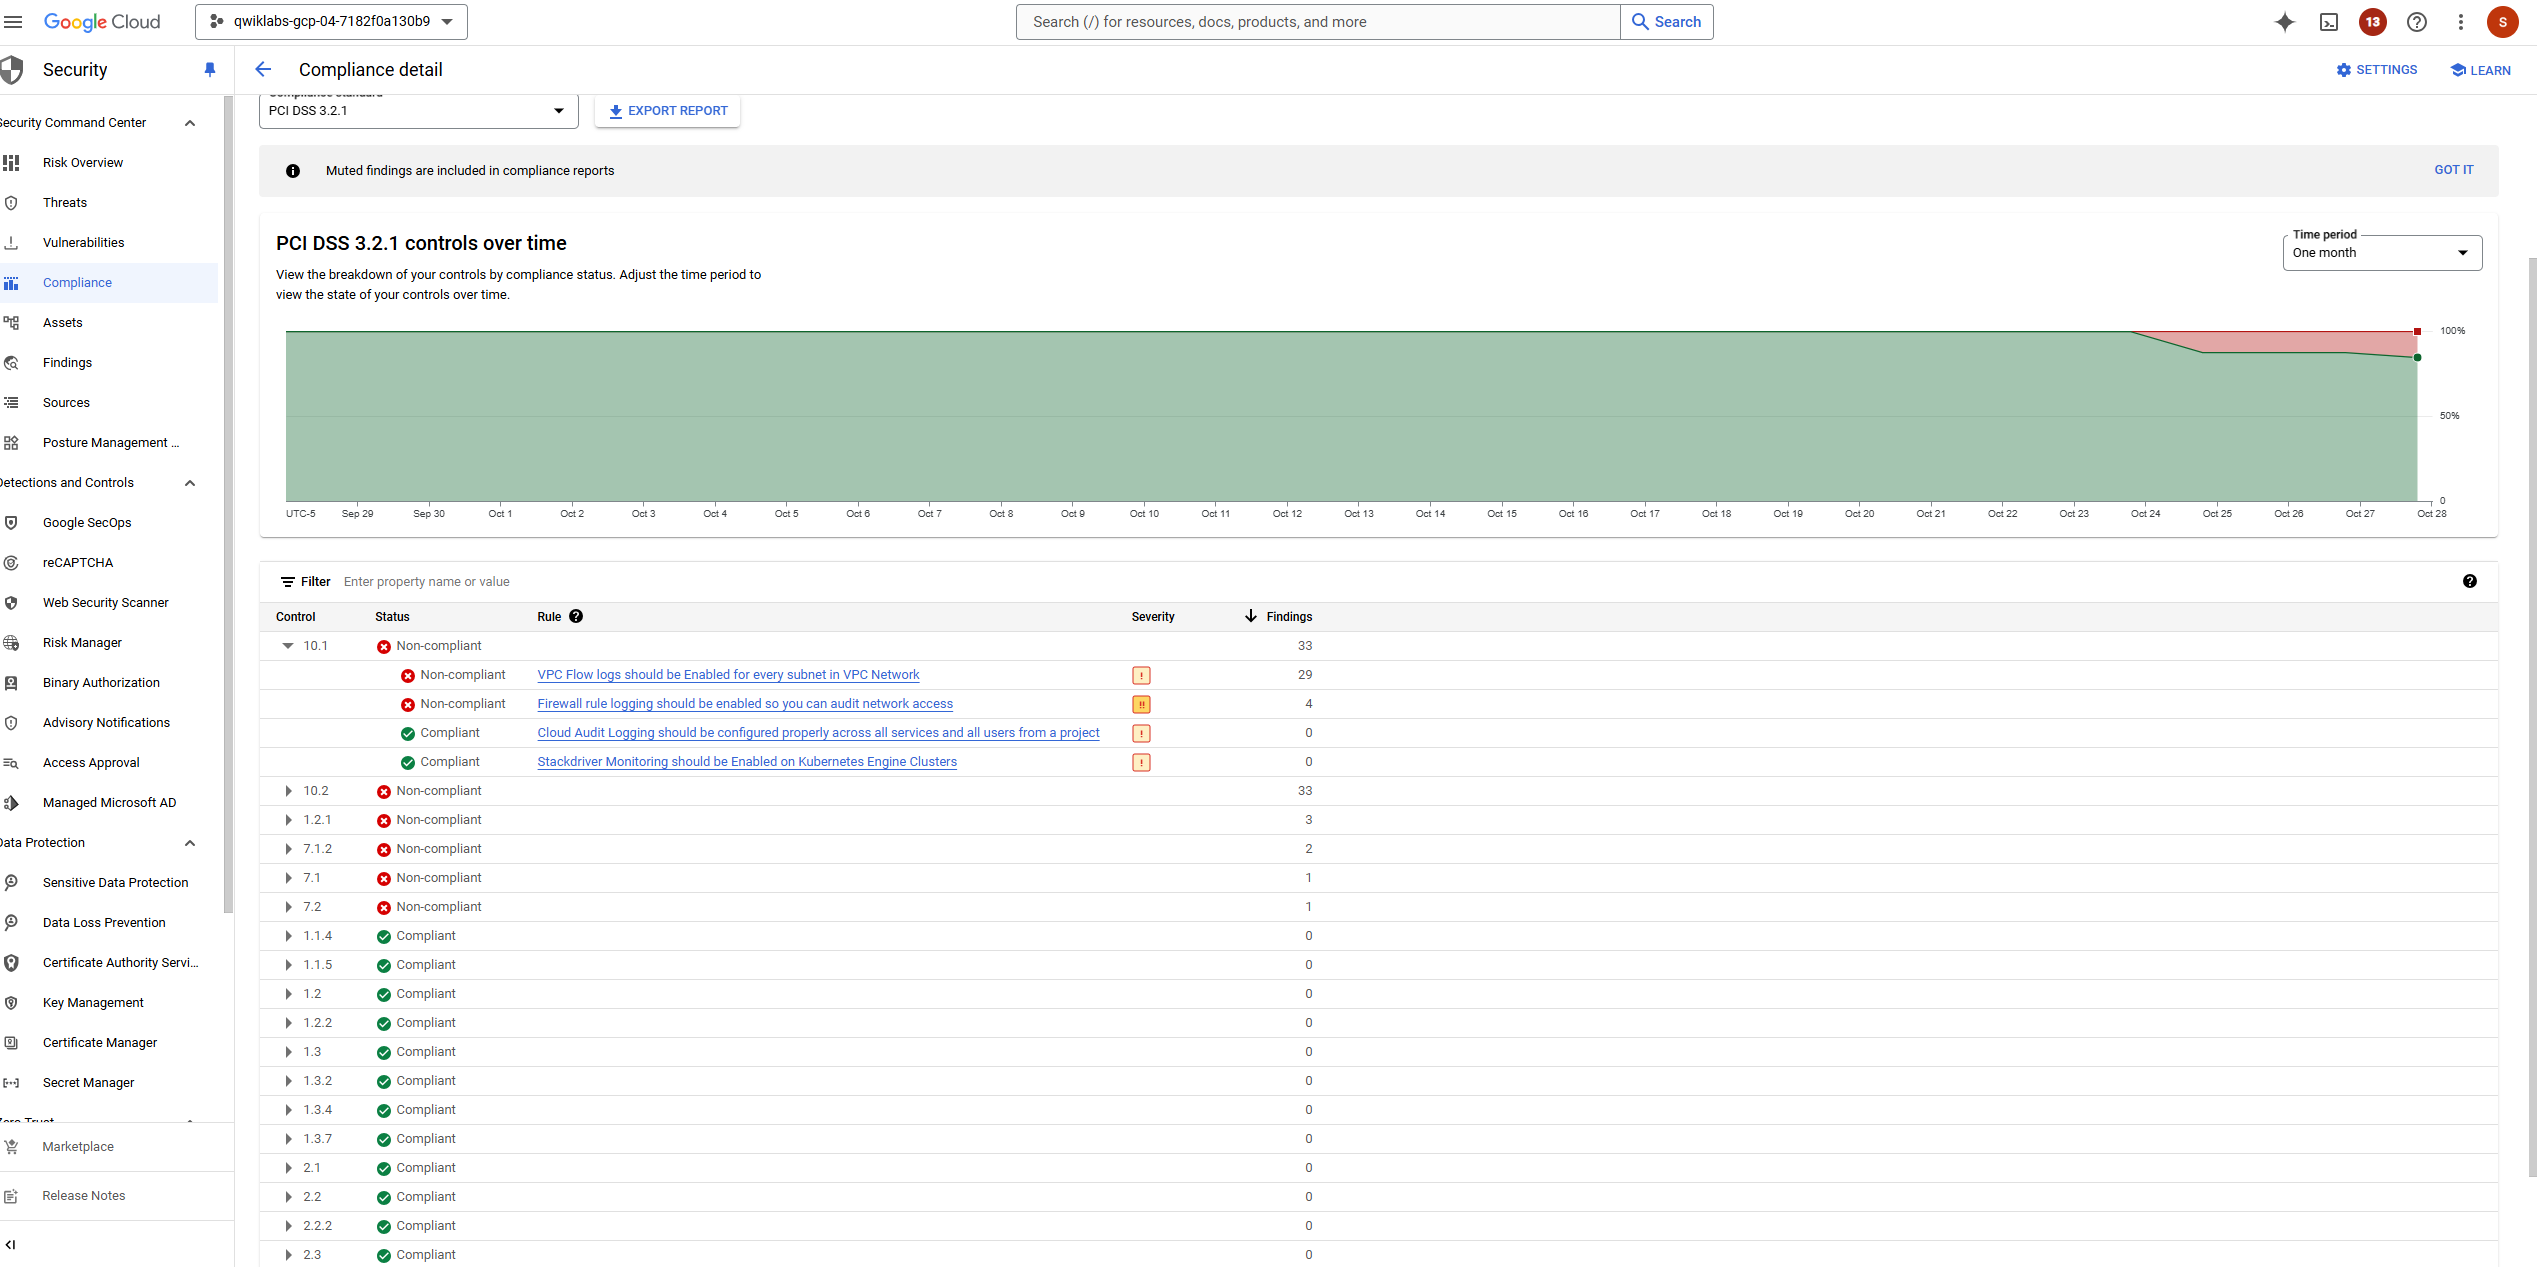 Google Cloud
qwiklabs-gcp-04-7182f0a130b9
Search (/) for resources, docs, products, and more
Search
13
S
Security
Compliance detail
SETTINGS
LEARN
Security Command Center
Risk Overview
Threats
Vulnerabilities
Compliance
Assets
Findings
Sources
Posture Management ...
Detections and Controls
Google SecOps
reCAPTCHA
Web Security Scanner
Risk Manager
Binary Authorization
Advisory Notifications
Access Approval
Managed Microsoft AD
Data Protection
Sensitive Data Protection
Data Loss Prevention
Certificate Authority Servi...
Key Management
Certificate Manager
Secret Manager
Zero Trust
Marketplace
Release Notes
Compliance standard
PCI DSS 3.2.1
EXPORT REPORT
Muted findings are included in compliance reports
GOT IT
PCI DSS 3.2.1 controls over time
View the breakdown of your controls by compliance status. Adjust the time period to
view the state of your controls over time.
Time period
One month
100%
50%
0
UTC-5 Sep 29 Sep 30 Oct 1 Oct 2 Oct 3 Oct 4 Oct 5 Oct 6 Oct 7 Oct 8 Oct 9 Oct 10 Oct 11 Oct 12 Oct 13 Oct 14 Oct 15 Oct 16 Oct 17 Oct 18 Oct 19 Oct 20 Oct 21 Oct 22 Oct 23 Oct 24 Oct 25 Oct 26 Oct 27 Oct 28
Filter Enter property name or value
Control Status Rule Severity Findings
10.1 Non-compliant 33
Non-compliant VPC Flow logs should be Enabled for every subnet in VPC Network ! 29
Non-compliant Firewall rule logging should be enabled so you can audit network access !! 4
Compliant Cloud Audit Logging should be configured properly across all services and all users from a project ! 0
Compliant Stackdriver Monitoring should be Enabled on Kubernetes Engine Clusters ! 0
10.2 Non-compliant 33
1.2.1 Non-compliant 3
7.1.2 Non-compliant 2
7.1 Non-compliant 1
7.2 Non-compliant 1
1.1.4 Compliant 0
1.1.5 Compliant 0
1.2 Compliant 0
1.2.2 Compliant 0
1.3 Compliant 0
1.3.2 Compliant 0
1.3.4 Compliant 0
1.3.7 Compliant 0
2.1 Compliant 0
2.2 Compliant 0
2.2.2 Compliant 0
2.3 Compliant 0